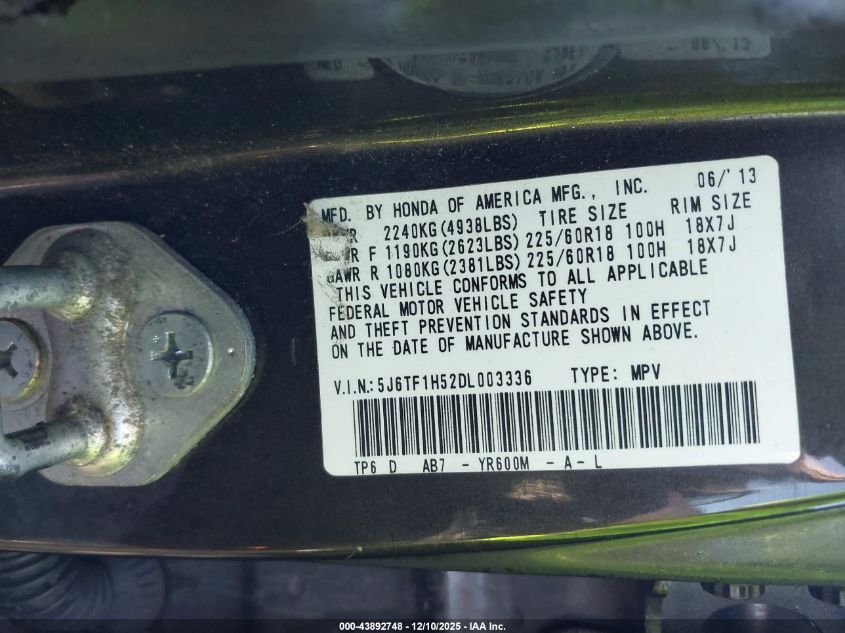 06/'13
MFD. BY HONDA OF AMERICA MFG., INC. 06/'13
R 2240KG(4938LBS) TIRE SIZE RIM SIZE
R F 1190KG(2623LBS) 225/60R18 100H 18X7J
GAWR R 1080KG(2381LBS) 225/60R18 100H 18X7J
THIS VEHICLE CONFORMS TO ALL APPLICABLE
FEDERAL MOTOR VEHICLE SAFETY
AND THEFT PREVENTION STANDARDS IN EFFECT
ON THE DATE OF MANUFACTURE SHOWN ABOVE.
V.I.N.:5J6TF1H52DL003336 TYPE: MPV
TP6 D AB7 - YR600M - A - L
000-43892748 - 12/10/2025 - IAA Inc.